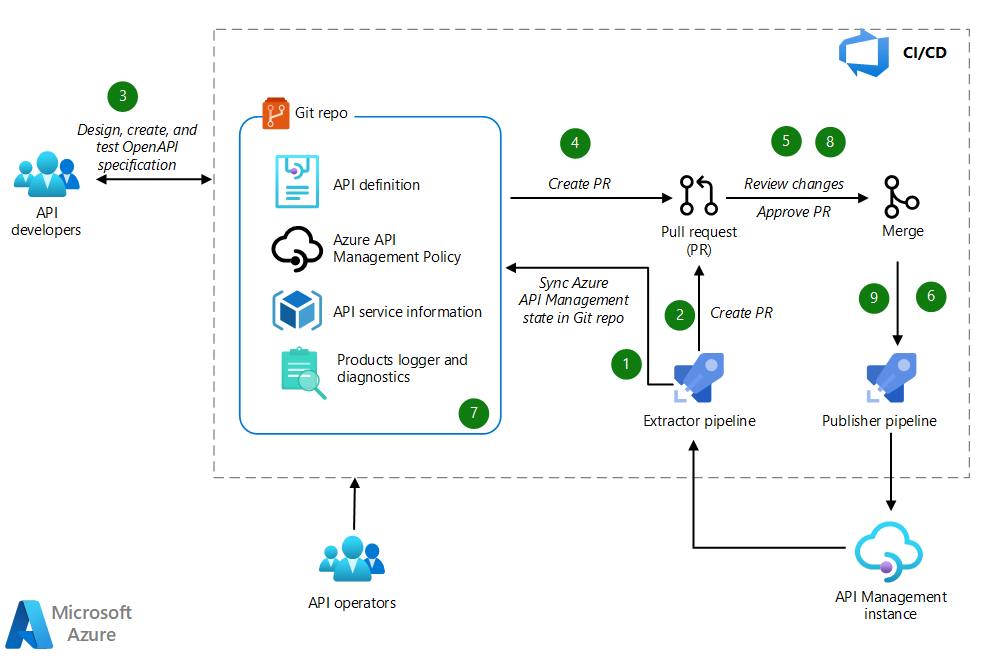 CI/CD
3
Design, create, and
test OpenAPI
specification
API
developers
Git repo
API definition
Azure API
Management Policy
API service information
Products logger and
diagnostics
7
4
Create PR
Pull request
(PR)
5
8
Review changes
Approve PR
Merge
Sync Azure
API Management
state in Git repo
1
2
Create PR
Extractor pipeline
9
6
Publisher pipeline
API operators
API Management
instance
Microsoft
Azure